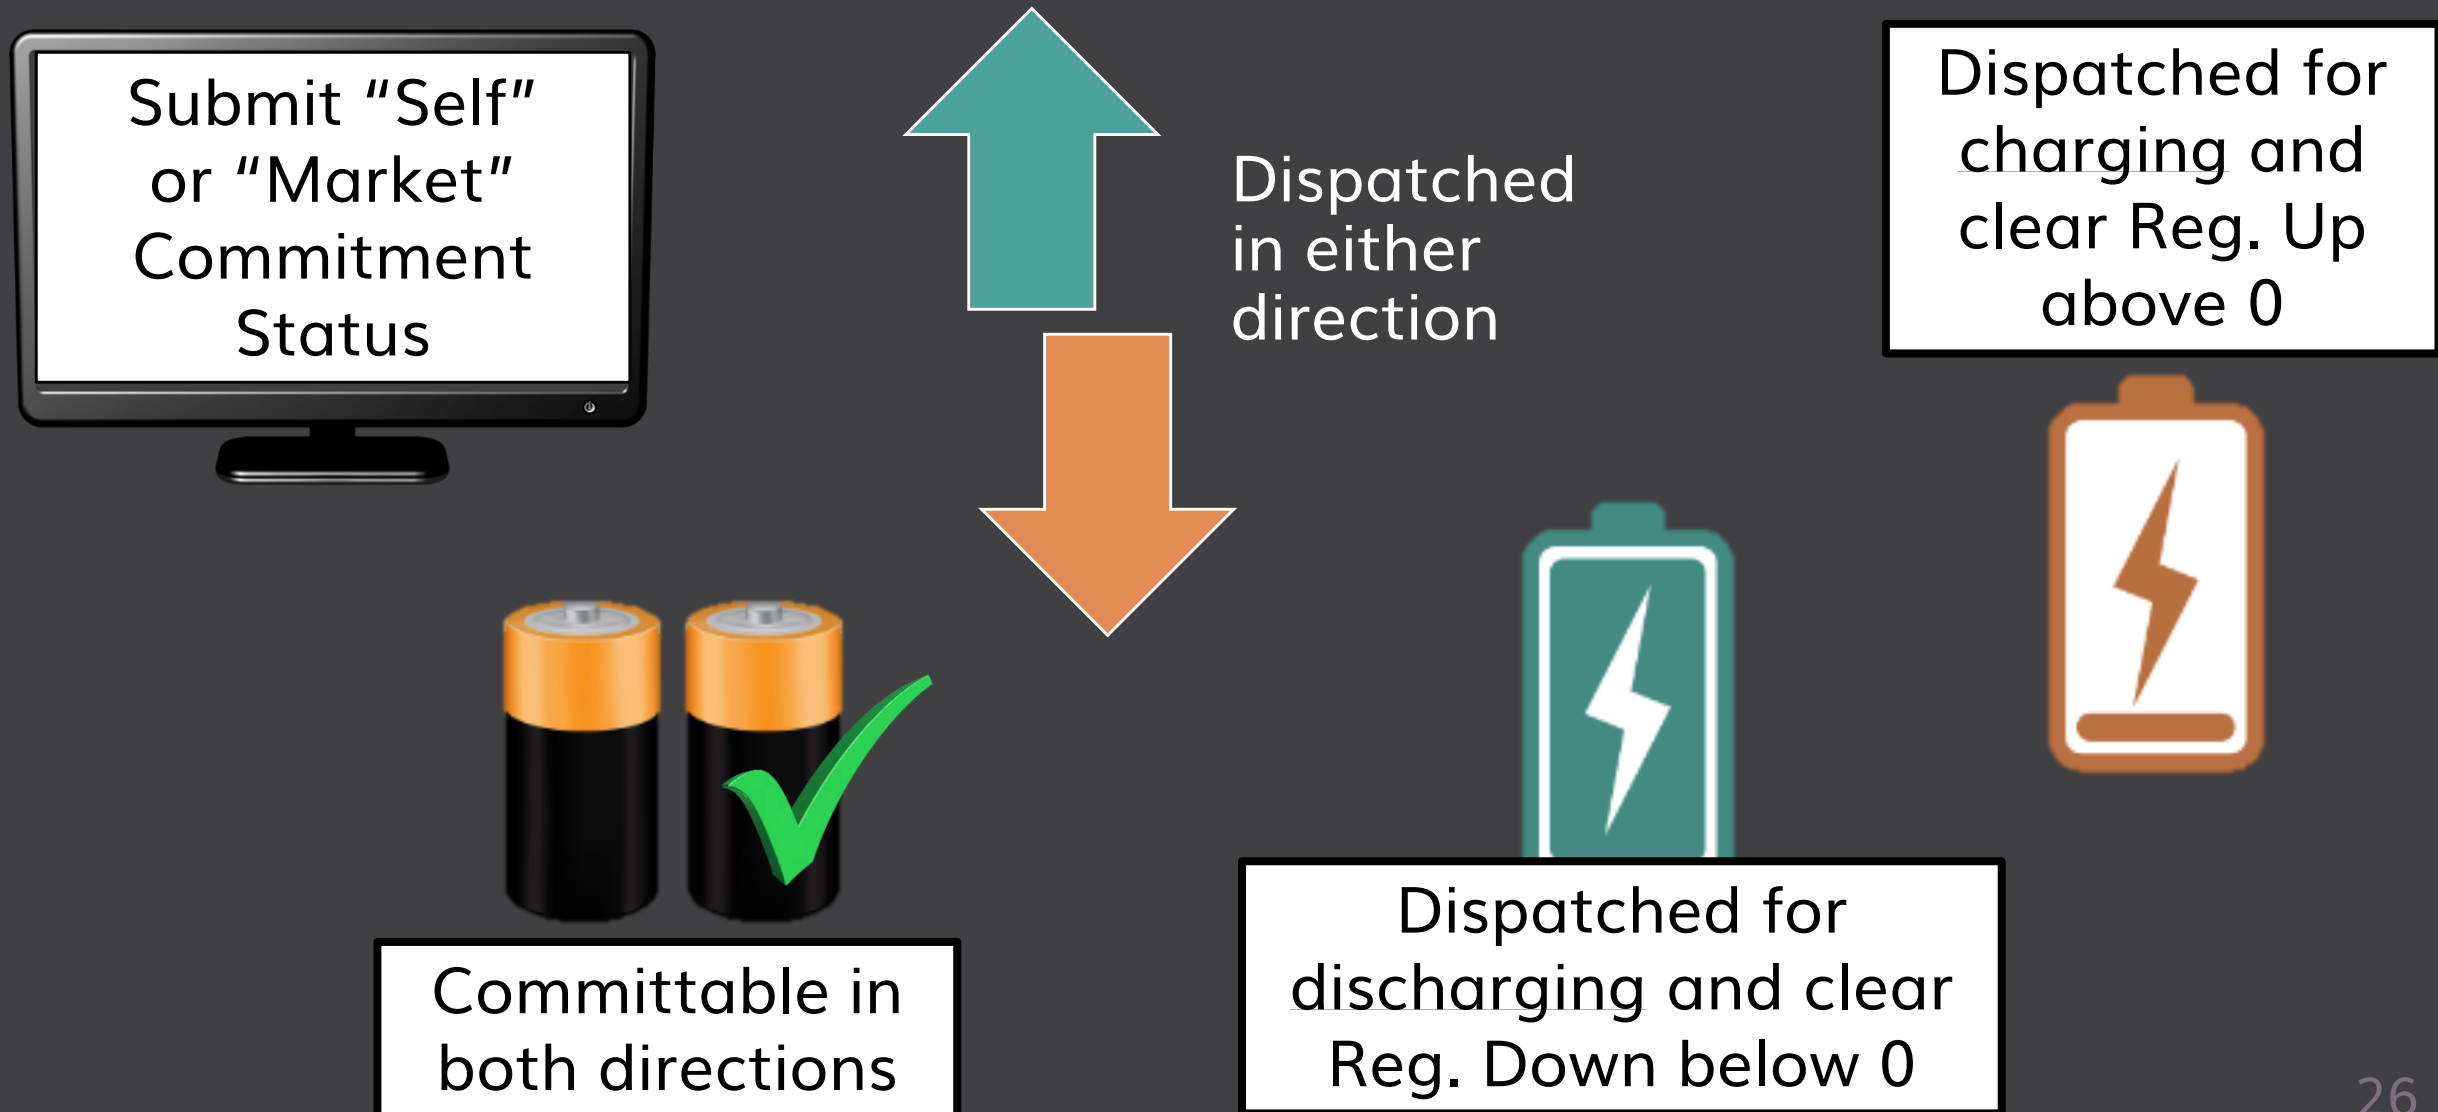 Submit “Self”
or “Market”
Commitment
Status
Dispatched
in either
direction
Dispatched for
charging and
clear Reg. Up
above 0
Committable in
both directions
Dispatched for
discharging and clear
Reg. Down below 0
26